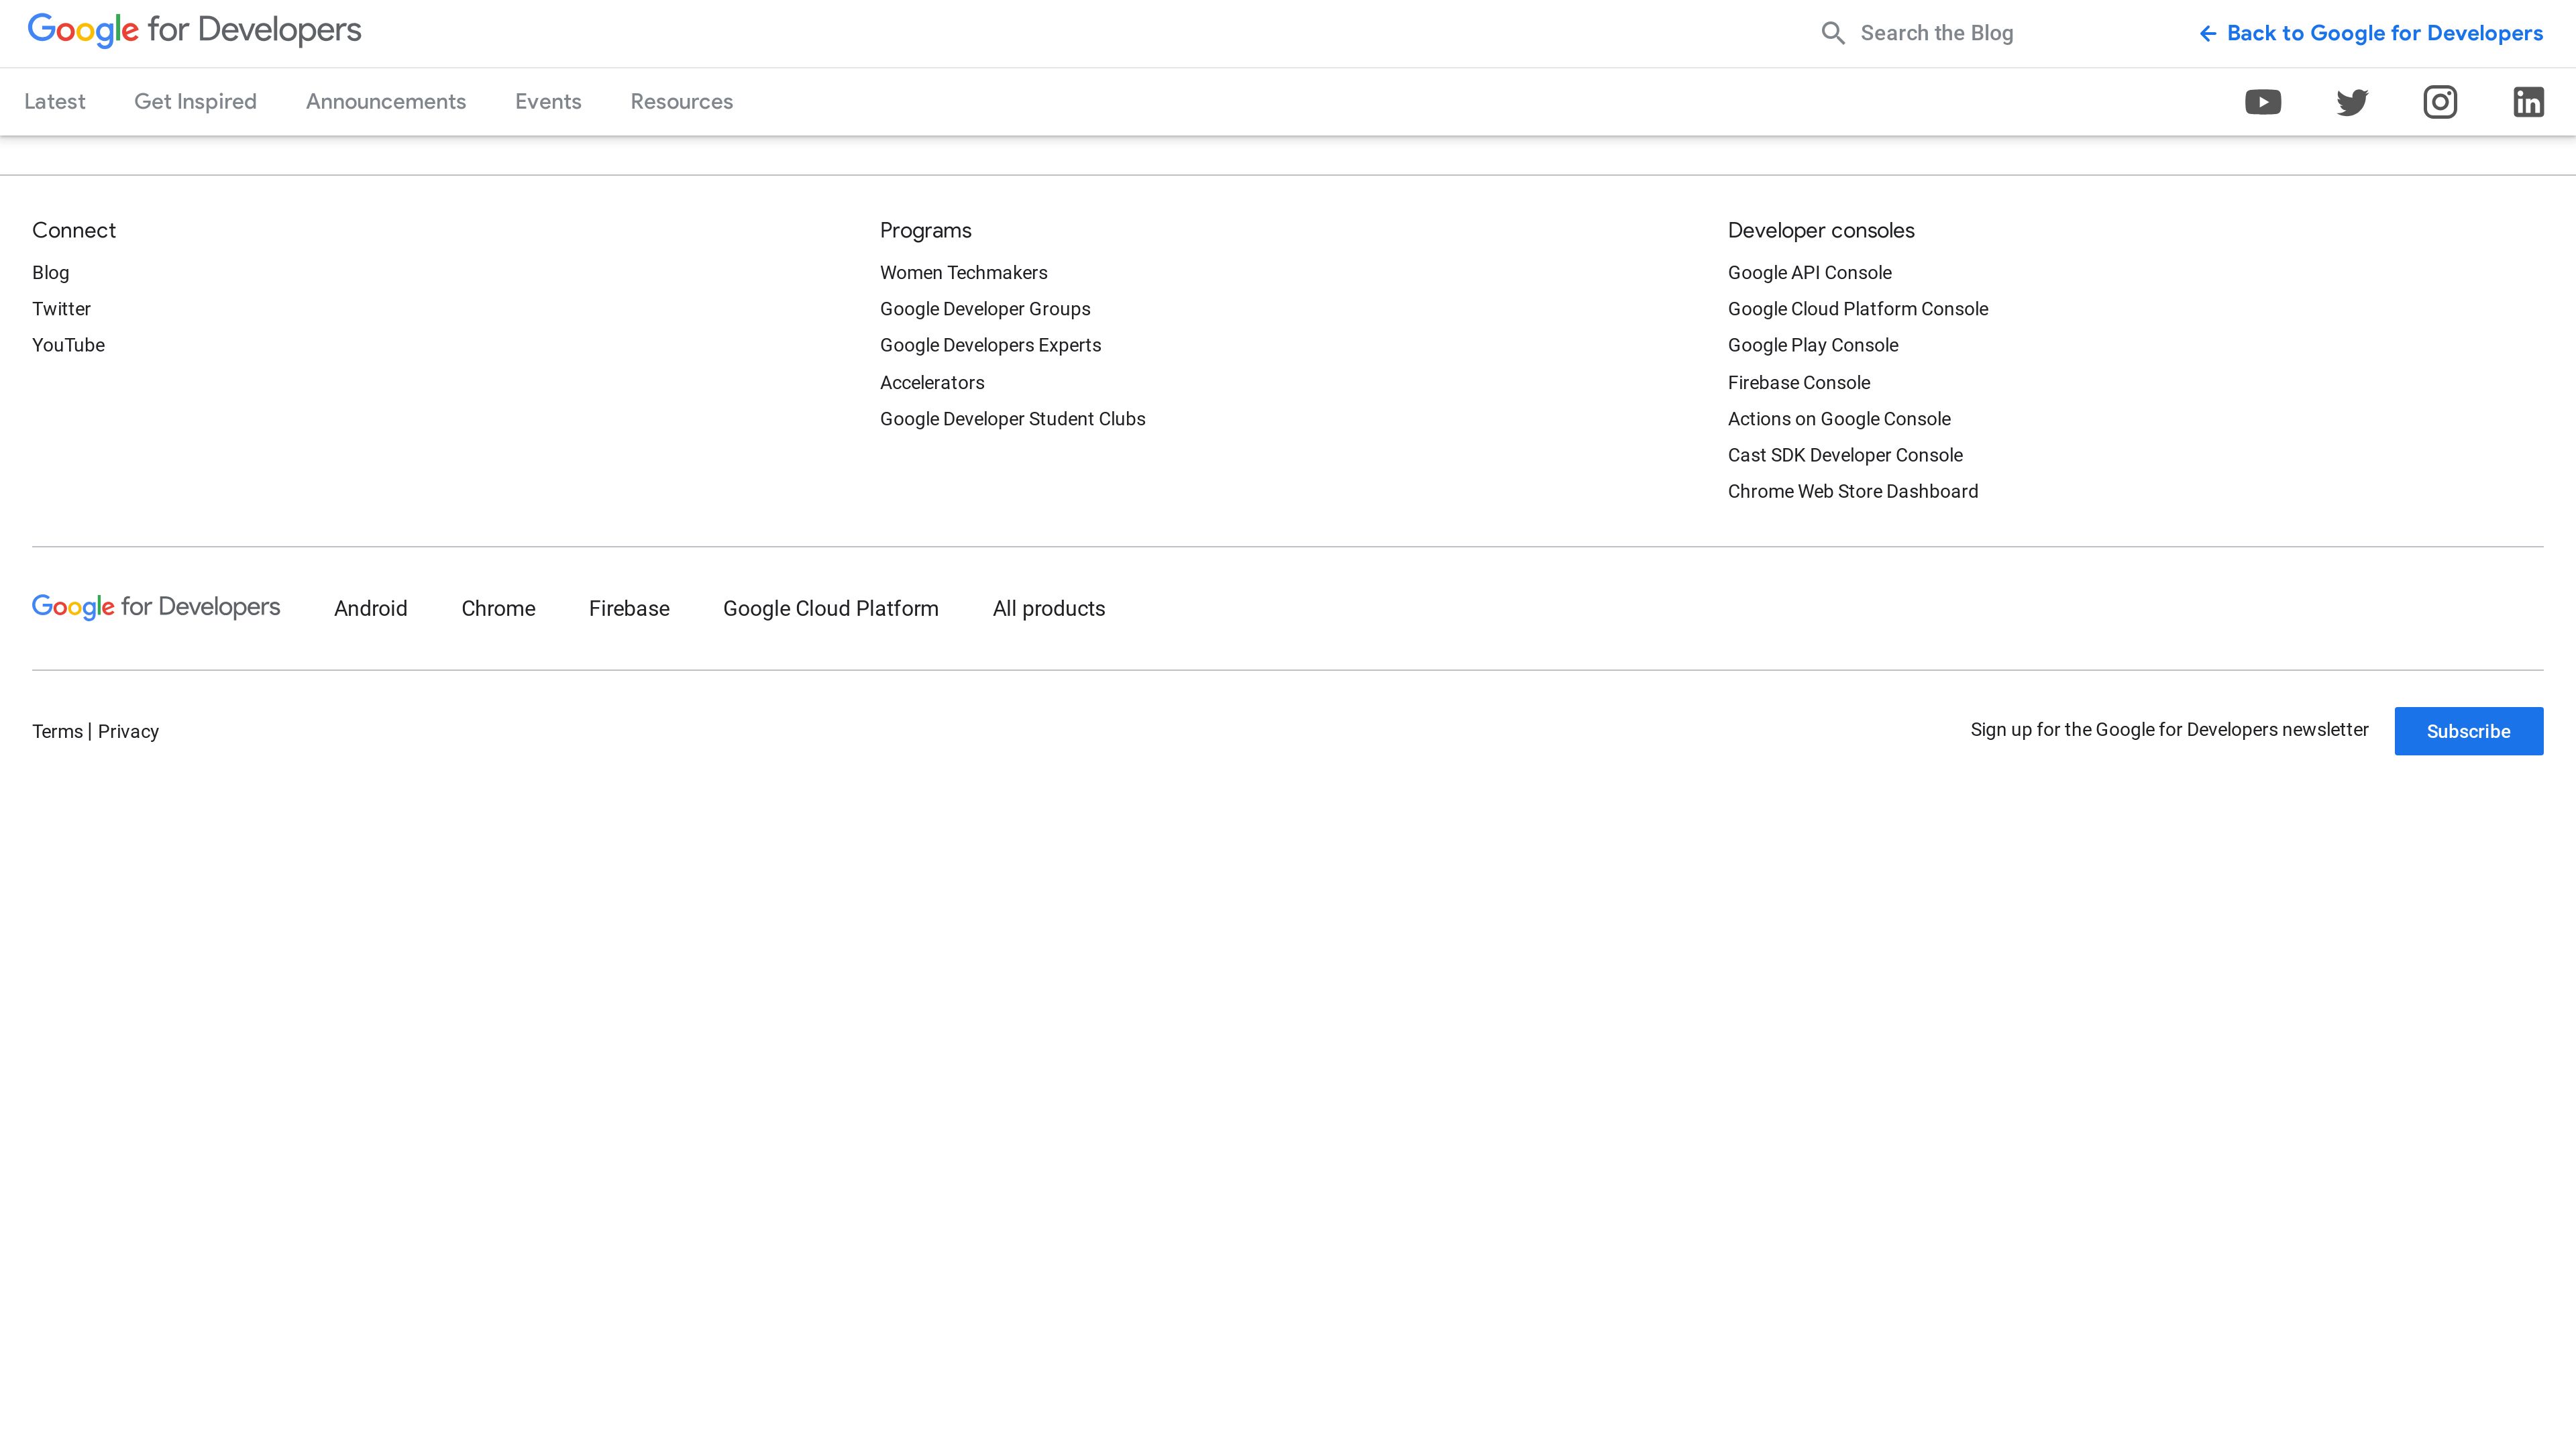 Google for Developers
Search the Blog
Back to Google for Developers
Latest
Get Inspired
Announcements
Events
Resources
Connect
Blog
Twitter
YouTube
Programs
Women Techmakers
Google Developer Groups
Google Developers Experts
Accelerators
Google Developer Student Clubs
Developer consoles
Google API Console
Google Cloud Platform Console
Google Play Console
Firebase Console
Actions on Google Console
Cast SDK Developer Console
Chrome Web Store Dashboard
Google for Developers
Android
Chrome
Firebase
Google Cloud Platform
All products
Terms | Privacy
Sign up for the Google for Developers newsletter
Subscribe